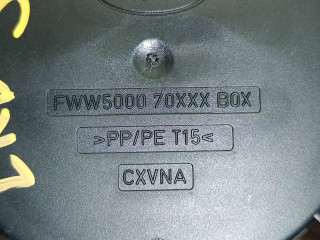 FWW5000 70XXX BOX
>PP/PE T15<
CXVNA